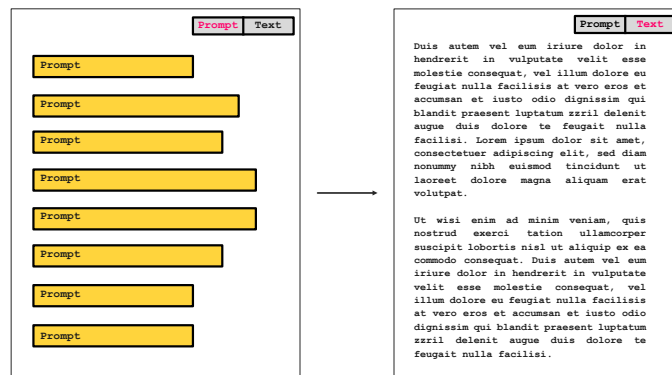 Prompt Text
Prompt
Prompt
Prompt
Prompt
Prompt
Prompt
Prompt
Prompt
Prompt Text
Duis autem vel eum iriure dolor in
hendrerit in vulputate velit esse
molestie consequat, vel illum dolore eu
feugiat nulla facilisis at vero eros et
accumsan et iusto odio dignissim qui
blandit praesent luptatum zzril delenit
augue duis dolore te feugait nulla
facilisi. Lorem ipsum dolor sit amet,
consectetuer adipiscing elit, sed diam
nonummy nibh euismod tincidunt ut
laoreet dolore magna aliquam erat
volutpat.
Ut wisi enim ad minim veniam, quis
nostrud exerci tation ullamcorper
suscipit lobortis nisl ut aliquip ex ea
commodo consequat. Duis autem vel eum
iriure dolor in hendrerit in vulputate
velit esse molestie consequat, vel
illum dolore eu feugiat nulla facilisis
at vero eros et accumsan et iusto odio
dignissim qui blandit praesent luptatum
zzril delenit augue duis dolore te
feugait nulla facilisi.